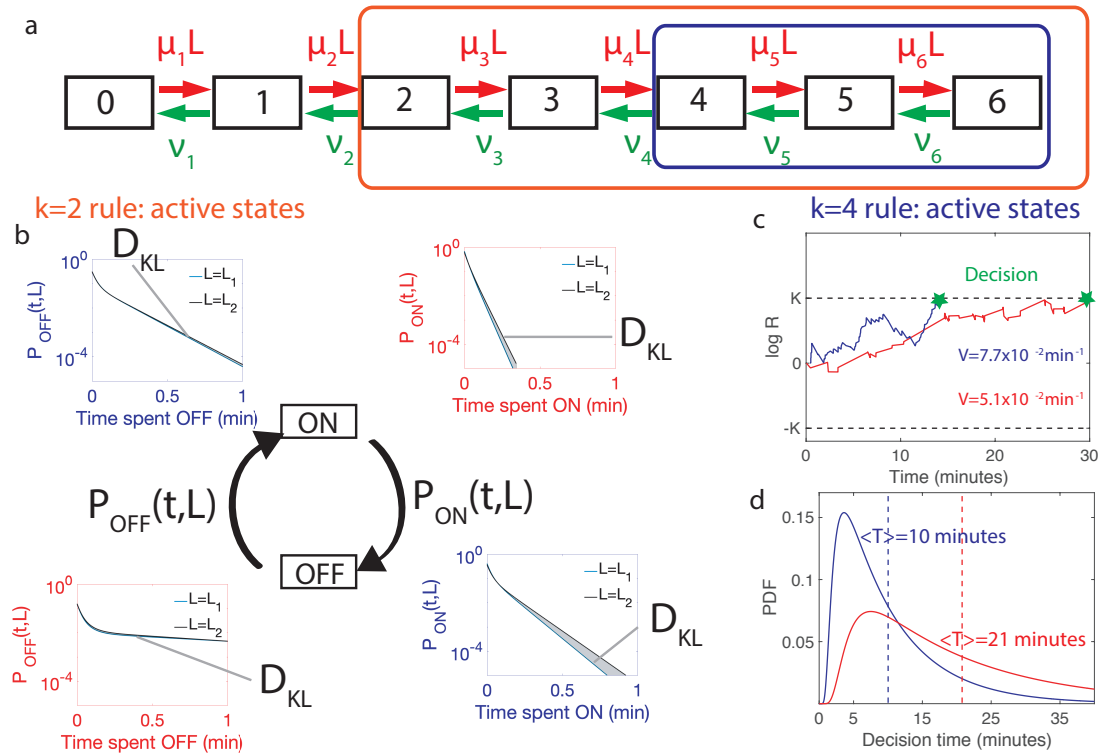 a
μ1L μ2L μ3L μ4L μ5L μ6L
0 1 2 3 4 5 6
ν1 ν2 ν3 ν4 ν5 ν6
k=2 rule: active states
k=4 rule: active states
b
DKL
10^0
10^-4
POFF(t,L)
L=L1
L=L2
0 0.5 1
Time spent OFF (min)
10^0
10^-4
PON(t,L)
L=L1
L=L2
DKL
0 0.5 1
Time spent ON (min)
ON
POFF(t,L)
PON(t,L)
OFF
10^0
10^-4
POFF(t,L)
L=L1
L=L2
DKL
0 0.5 1
Time spent OFF (min)
10^0
10^-4
PON(t,L)
L=L1
L=L2
DKL
0 0.5 1
Time spent ON (min)
c
Decision
K
0
-K
log R
V=7.7x10 -2min-1
V=5.1x10 -2min-1
0 10 20 30
Time (minutes)
d
0.15
0.1
0.05
PDF
<T>=10 minutes
<T>=21 minutes
0 5 15 25 35
Decision time (minutes)